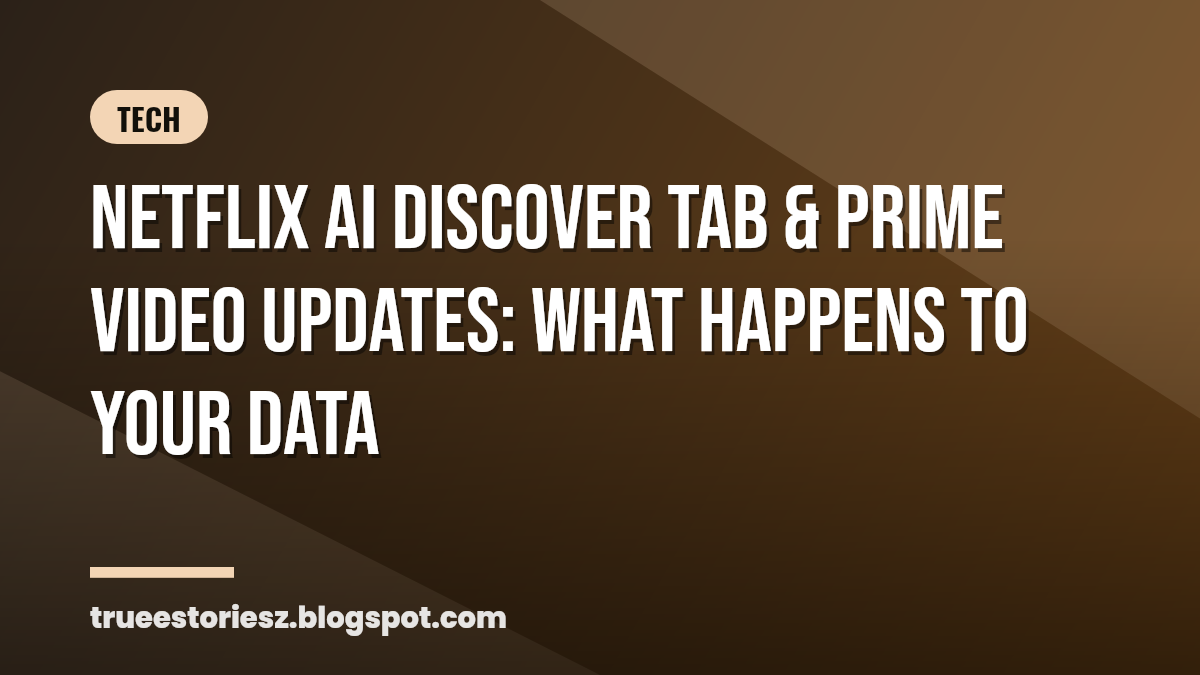 TECH
NETFLIX AI DISCOVER TAB & PRIME
VIDEO UPDATES: WHAT HAPPENS TO
YOUR DATA
trueestoriesz.blogspot.com